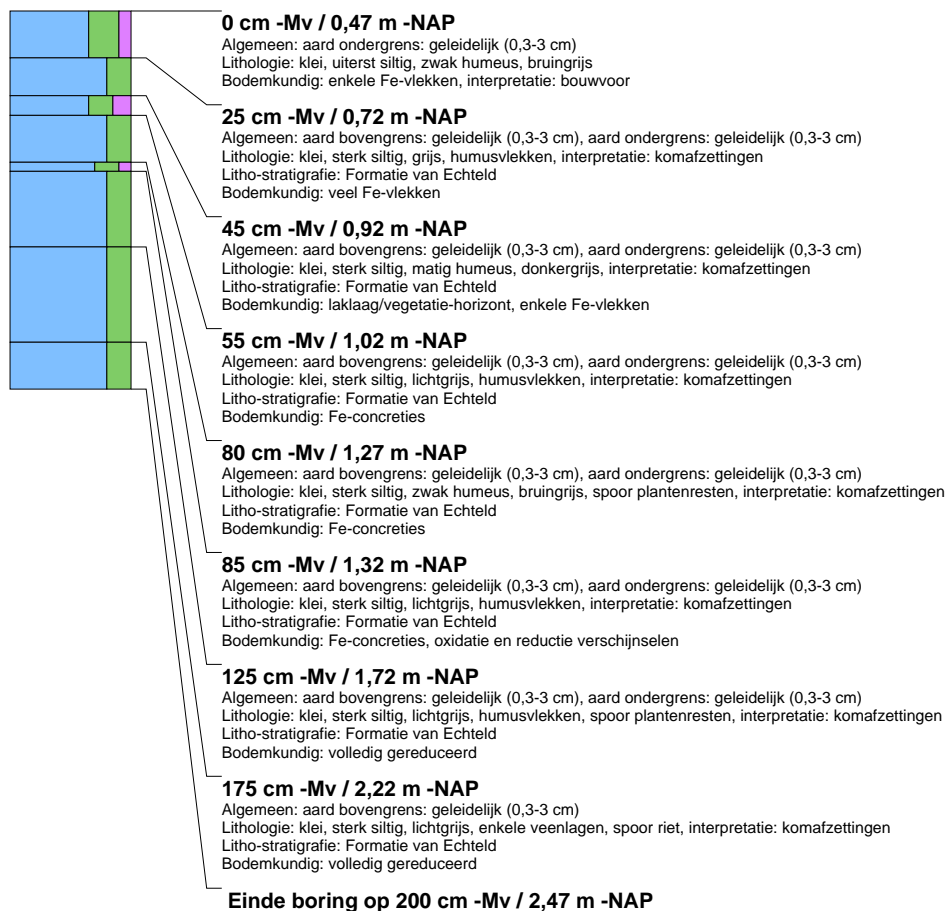 0 cm -Mv / 0,47 m -NAP
Algemeen: aard ondergrens: geleidelijk (0,3-3 cm)
Lithologie: klei, uiterst siltig, zwak humeus, bruingrijs
Bodemkundig: enkele Fe-vlekken, interpretatie: bouwvoor
25 cm -Mv / 0,72 m -NAP
Algemeen: aard bovengrens: geleidelijk (0,3-3 cm), aard ondergrens: geleidelijk (0,3-3 cm)
Lithologie: klei, sterk siltig, grijs, humusvlekken, interpretatie: komafzettingen
Litho-stratigrafie: Formatie van Echteld
Bodemkundig: veel Fe-vlekken
45 cm -Mv / 0,92 m -NAP
Algemeen: aard bovengrens: geleidelijk (0,3-3 cm), aard ondergrens: geleidelijk (0,3-3 cm)
Lithologie: klei, sterk siltig, matig humeus, donkergrijs, interpretatie: komafzettingen
Litho-stratigrafie: Formatie van Echteld
Bodemkundig: laklaag/vegetatie-horizont, enkele Fe-vlekken
55 cm -Mv / 1,02 m -NAP
Algemeen: aard bovengrens: geleidelijk (0,3-3 cm), aard ondergrens: geleidelijk (0,3-3 cm)
Lithologie: klei, sterk siltig, lichtgrijs, humusvlekken, interpretatie: komafzettingen
Litho-stratigrafie: Formatie van Echteld
Bodemkundig: Fe-concreties
80 cm -Mv / 1,27 m -NAP
Algemeen: aard bovengrens: geleidelijk (0,3-3 cm), aard ondergrens: geleidelijk (0,3-3 cm)
Lithologie: klei, sterk siltig, zwak humeus, bruingrijs, spoor plantenresten, interpretatie: komafzettingen
Litho-stratigrafie: Formatie van Echteld
Bodemkundig: Fe-concreties
85 cm -Mv / 1,32 m -NAP
Algemeen: aard bovengrens: geleidelijk (0,3-3 cm), aard ondergrens: geleidelijk (0,3-3 cm)
Lithologie: klei, sterk siltig, lichtgrijs, humusvlekken, interpretatie: komafzettingen
Litho-stratigrafie: Formatie van Echteld
Bodemkundig: Fe-concreties, oxidatie en reductie verschijnselen
125 cm -Mv / 1,72 m -NAP
Algemeen: aard bovengrens: geleidelijk (0,3-3 cm), aard ondergrens: geleidelijk (0,3-3 cm)
Lithologie: klei, sterk siltig, lichtgrijs, humusvlekken, spoor plantenresten, interpretatie: komafzettingen
Litho-stratigrafie: Formatie van Echteld
Bodemkundig: volledig gereduceerd
175 cm -Mv / 2,22 m -NAP
Algemeen: aard bovengrens: geleidelijk (0,3-3 cm)
Lithologie: klei, sterk siltig, lichtgrijs, enkele veenlagen, spoor riet, interpretatie: komafzettingen
Litho-stratigrafie: Formatie van Echteld
Bodemkundig: volledig gereduceerd
Einde boring op 200 cm -Mv / 2,47 m -NAP